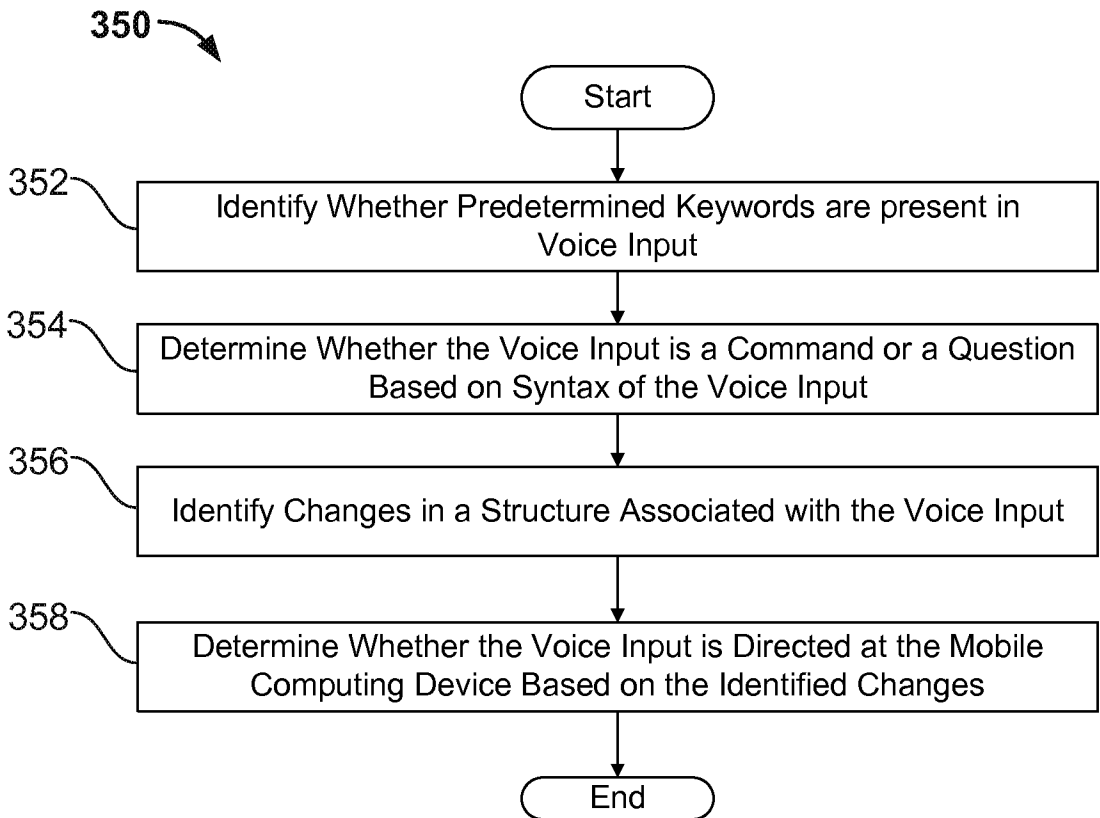 350
Start
352
Identify Whether Predetermined Keywords are present in
Voice Input
354
Determine Whether the Voice Input is a Command or a Question
Based on Syntax of the Voice Input
356
Identify Changes in a Structure Associated with the Voice Input
358
Determine Whether the Voice Input is Directed at the Mobile
Computing Device Based on the Identified Changes
End